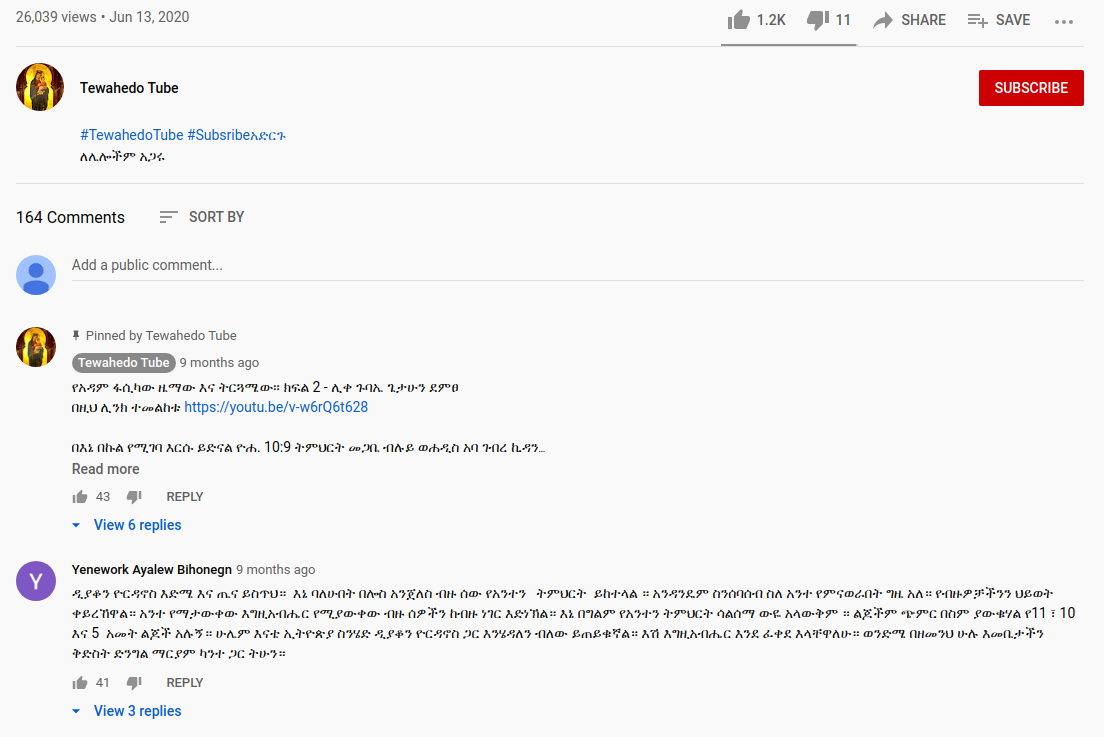 26,039 views • Jun 13, 2020
1.2K 11 SHARE SAVE
Tewahedo Tube
SUBSCRIBE
#TewahedoTube #Subsribeአድርጉ
ለሌሎችም አጋሩ
164 Comments SORT BY
Add a public comment...
Pinned by Tewahedo Tube
Tewahedo Tube 9 months ago
የአዳም ፋሲካው ዜማው እና ትርጓሜው። ክፍል 2 - ሊቀ ጉባኤ ጌታሁን ደምፀ
በዚህ ሊንክ ተመልከቱ https://youtu.be/v-w6rQ6t628
በእኔ በኩል የሚገባ እርሱ ይድናል ዮሐ. 10:9 ትምህርት መጋቤ ብሉይ ወሐዲስ አባ ገብረ ኪዳን...
Read more
43 REPLY
View 6 replies
Y
Yenework Ayalew Bihonegn 9 months ago
ዲያቆን ዮርዳኖስ እድሜ እና ጤና ይስጥህ። እኔ ባለሁበት በሎስ አንጀለስ ብዙ ሰው የአንተን ትምህርት ይከተላል ። አንዳንዴም ስንሰባሰብ ስለ አንተ የምናወራበት ግዜ አለ። የብዙዎቻችንን ህይወት
ቀይረኸዋል። አንተ የማታውቀው እግዚአብሔር የሚያውቀው ብዙ ሰዎችን ከብዙ ነገር እድነኽል። እኔ በግልም የአንተን ትምህርት ሳልሰማ ውዬ አላውቅም ። ልጆችም ጭምር በስም ያውቁሃል የ11 ፣ 10
እና 5 አመት ልጆች አሉኝ። ሁሌም እናቴ ኢትዮጵያ ስንሄድ ዲያቆን ዮርዳኖስ ጋር እንሄዳለን ብለው ይጠይቁኛል። እሽ እግዚአብሔር እንደ ፈቀደ እላቸዋለሁ። ወንድሜ በዘመንህ ሁሉ እመቤታችን
ቅድስት ድንግል ማርያም ካንተ ጋር ትሁን።
41 REPLY
View 3 replies